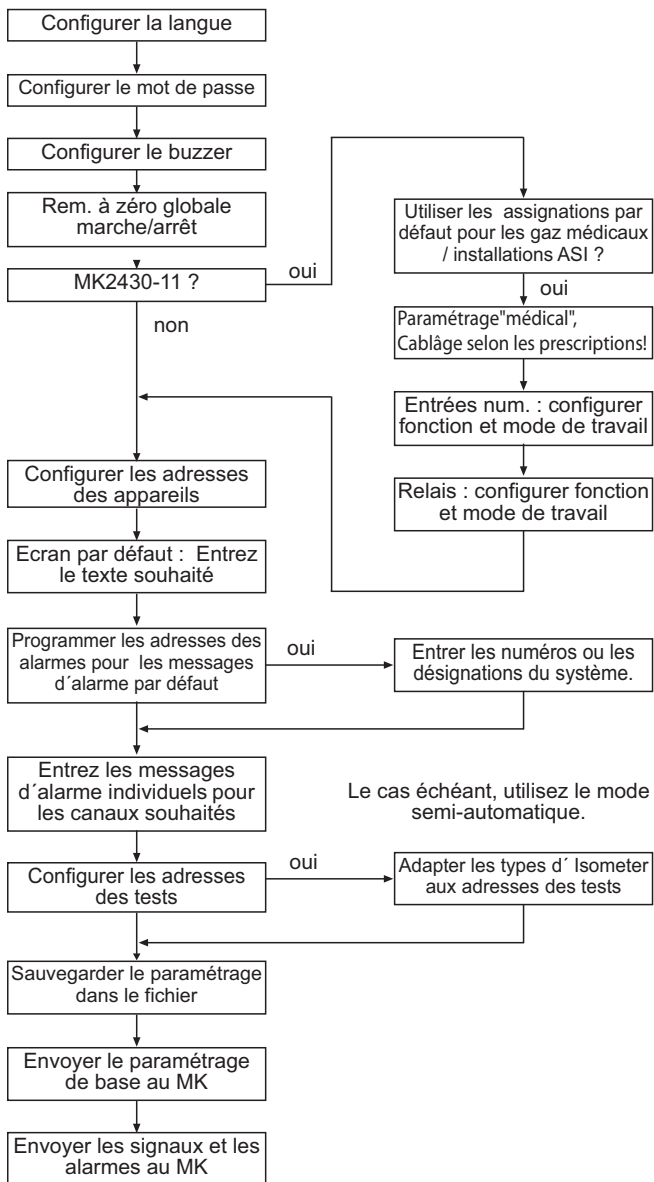 Configurer la langue
Configurer le mot de passe
Configurer le buzzer
Rem. à zéro globale
marche/arrêt
MK2430-11 ?
oui
non
Utiliser les assignations par
défaut pour les gaz médicaux
/ installations ASI ?
oui
Paramétrage"médical",
Cablâge selon les prescriptions!
Entrées num. : configurer
fonction et mode de travail
Relais : configurer fonction
et mode de travail
Configurer les adresses
des appareils
Ecran par défaut : Entrez
le texte souhaité
Programmer les adresses des
alarmes pour les messages
d´alarme par défaut
oui
Entrer les numéros ou les
désignations du système.
Entrez les messages
d´alarme individuels pour
les canaux souhaités
Le cas échéant, utilisez le mode
semi-automatique.
Configurer les adresses
des tests
oui
Adapter les types d´ Isometer
aux adresses des tests
Sauvegarder le paramétrage
dans le fichier
Envoyer le paramétrage
de base au MK
Envoyer les signaux et les
alarmes au MK